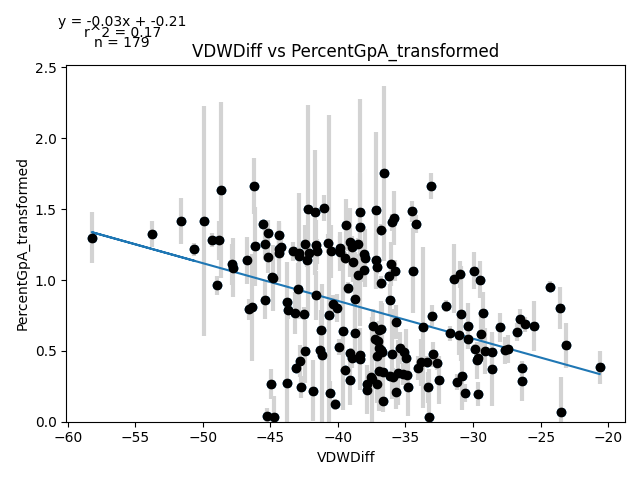 y = -0.03x + -0.21
r^2 = 0.17
n = 179
VDWDiff vs PercentGpA_transformed
2.5
2.0
1.5
1.0
0.5
0.0
PercentGpA_transformed
−60
−55
−50
−45
−40
−35
−30
−25
−20
VDWDiff